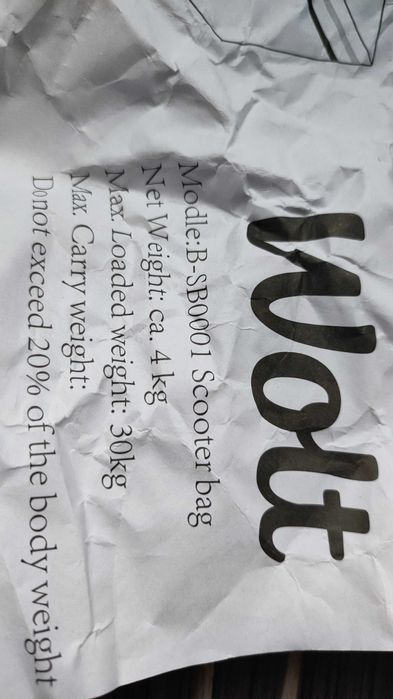 Wolt
Modle:B-SB0001 Scooter bag
Net Weight: ca. 4 kg
Max. Loaded weight: 30kg
Max. Carry weight:
Donot exceed 20% of the body weight